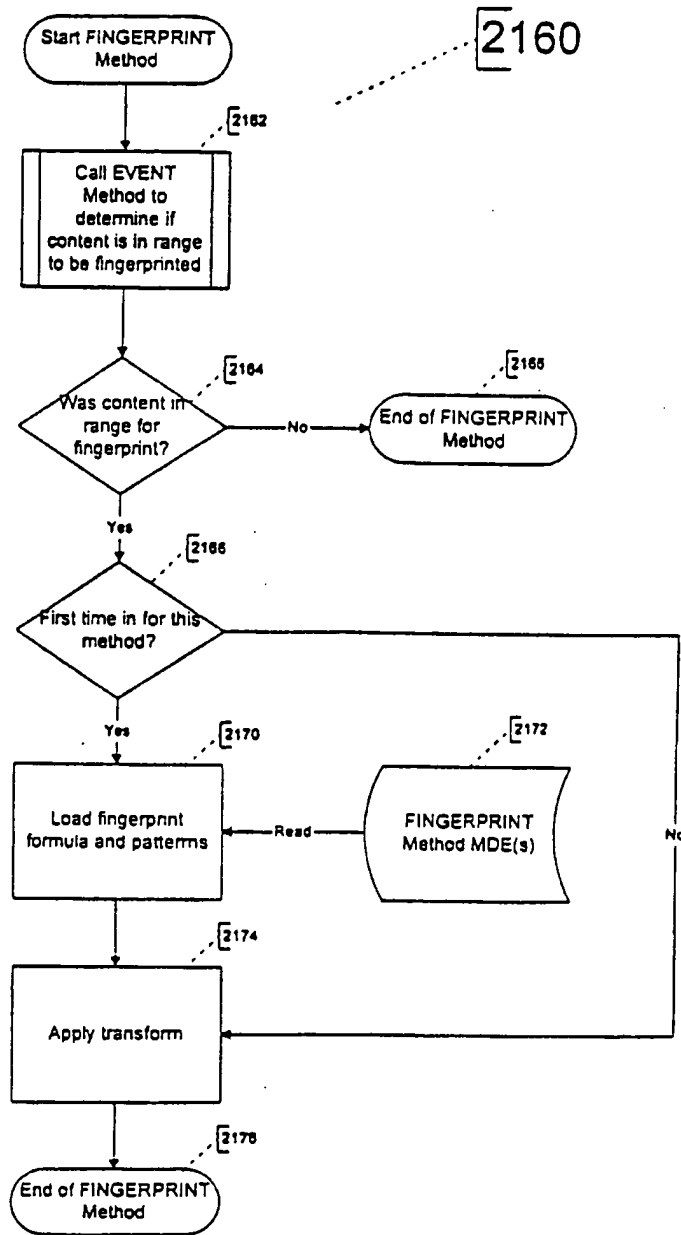 Start FINGERPRINT
Method
2160
2162
Call EVENT
Method to
determine if
content is in range
to be fingerprinted
2164
Was content in
range for
fingerprint?
No
2165
End of FINGERPRINT
Method
Yes
2166
First time in for this
method?
Yes
2170
Load fingerprint
formula and patterns
Read
2172
FINGERPRINT
Method MDE(s)
No
2174
Apply transform
2176
End of FINGERPRINT
Method